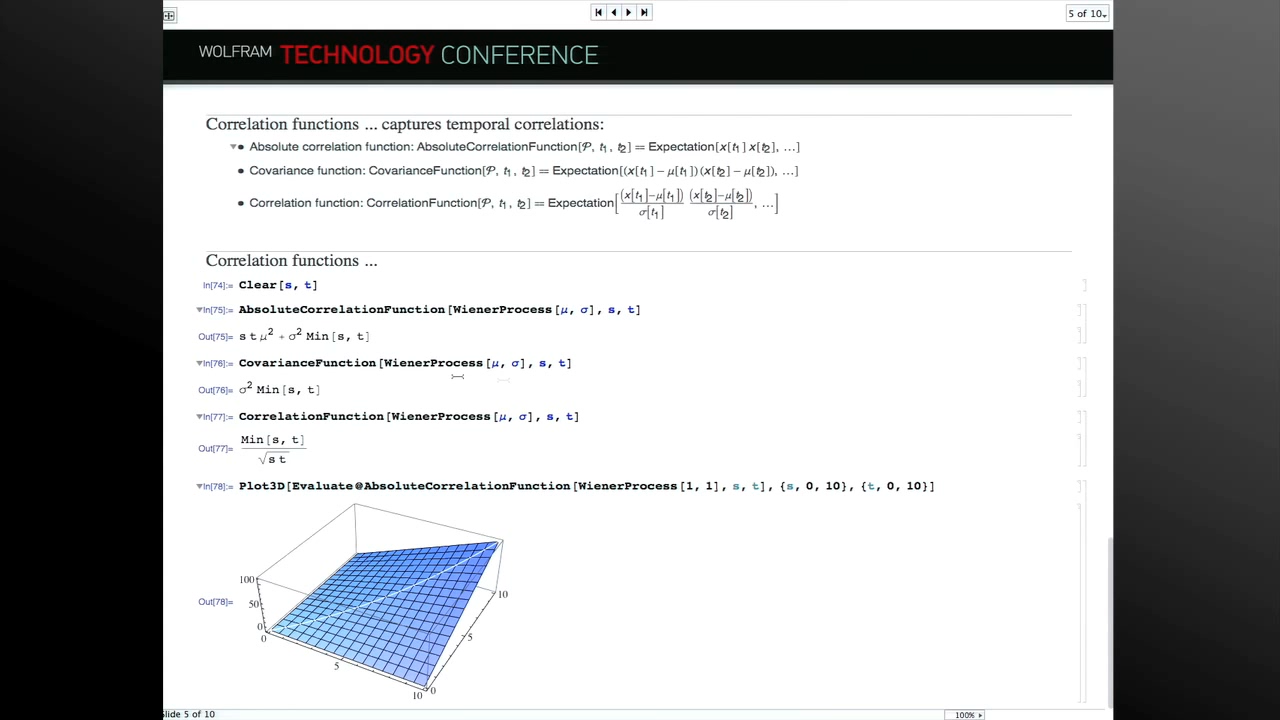 5 of 10
WOLFRAM TECHNOLOGY CONFERENCE
Correlation functions ... captures temporal correlations:
• Absolute correlation function: AbsoluteCorrelationFunction[𝒫, t₁, t₂] = Expectation[x[t₁] x[t₂], …]
• Covariance function: CovarianceFunction[𝒫, t₁, t₂] = Expectation[(x[t₁] − μ[t₁]) (x[t₂] − μ[t₂]), …]
• Correlation function: CorrelationFunction[𝒫, t₁, t₂] = Expectation[(x[t₁]−μ[t₁])/σ[t₁] (x[t₂]−μ[t₂])/σ[t₂], …]
Correlation functions ...
In[74]:= Clear[s, t]
In[75]:= AbsoluteCorrelationFunction[WienerProcess[μ, σ], s, t]
Out[75]= s t μ² + σ² Min[s, t]
In[76]:= CovarianceFunction[WienerProcess[μ, σ], s, t]
Out[76]= σ² Min[s, t]
In[77]:= CorrelationFunction[WienerProcess[μ, σ], s, t]
Out[77]= Min[s, t]/√(s t)
In[78]:= Plot3D[Evaluate@AbsoluteCorrelationFunction[WienerProcess[1, 1], s, t], {s, 0, 10}, {t, 0, 10}]
Out[78]=
100
50
0
0
5
10
0
5
10
Slide 5 of 10
100%